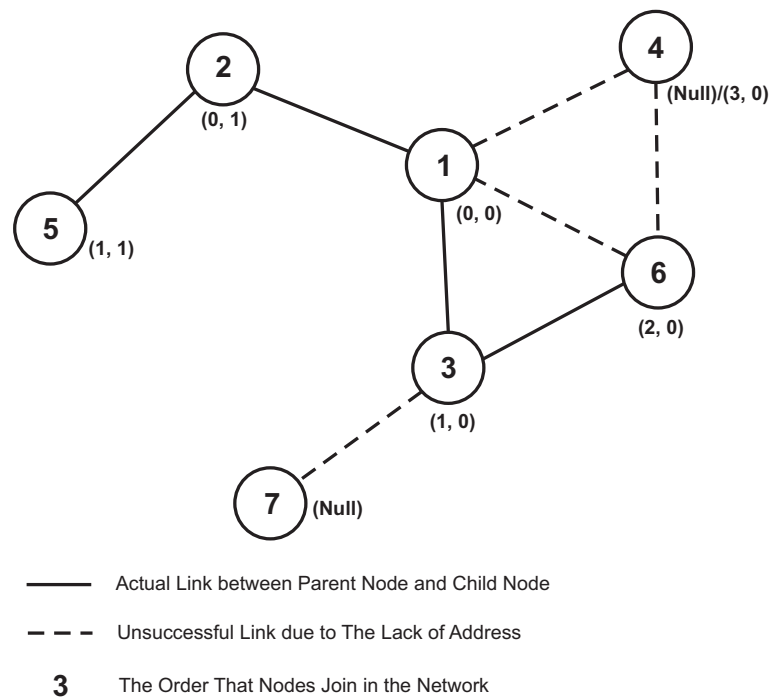 4
2
(Null)/(3, 0)
(0, 1)
1
(0, 0)
5
(1, 1)
6
(2, 0)
3
(1, 0)
7
(Null)
Actual Link between Parent Node and Child Node
Unsuccessful Link due to The Lack of Address
3 The Order That Nodes Join in the Network